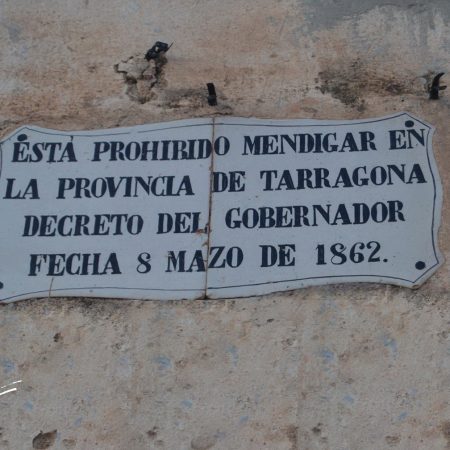 ESTÁ PROHIBIDO MENDIGAR EN
LA PROVINCIA DE TARRAGONA
DECRETO DEL GOBERNADOR
FECHA 8 MAZO DE 1862.